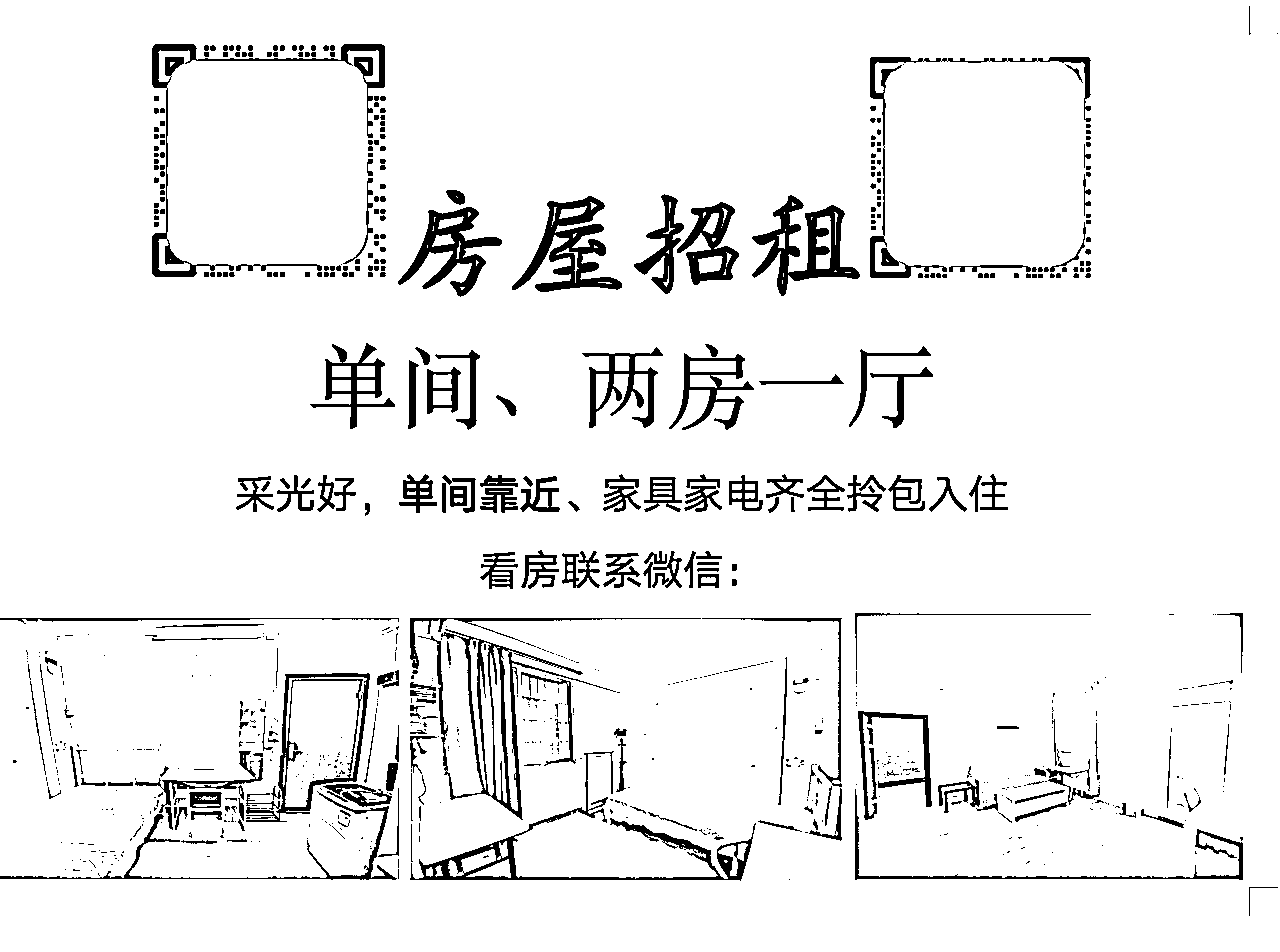 房屋招租
单间、两房一厅
采光好，单间靠近、家具家电齐全拎包入住
看房联系微信：